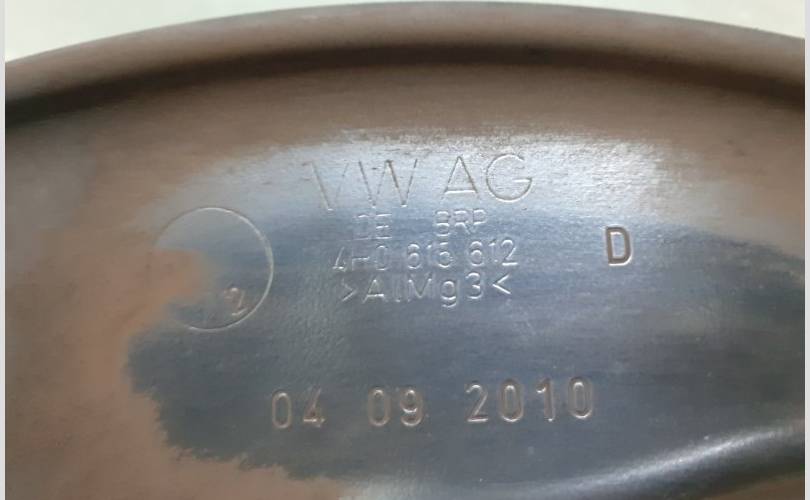 VW AG
DE BRP
4H0 615 612
D
>AlMg3<
2
04 09 2010